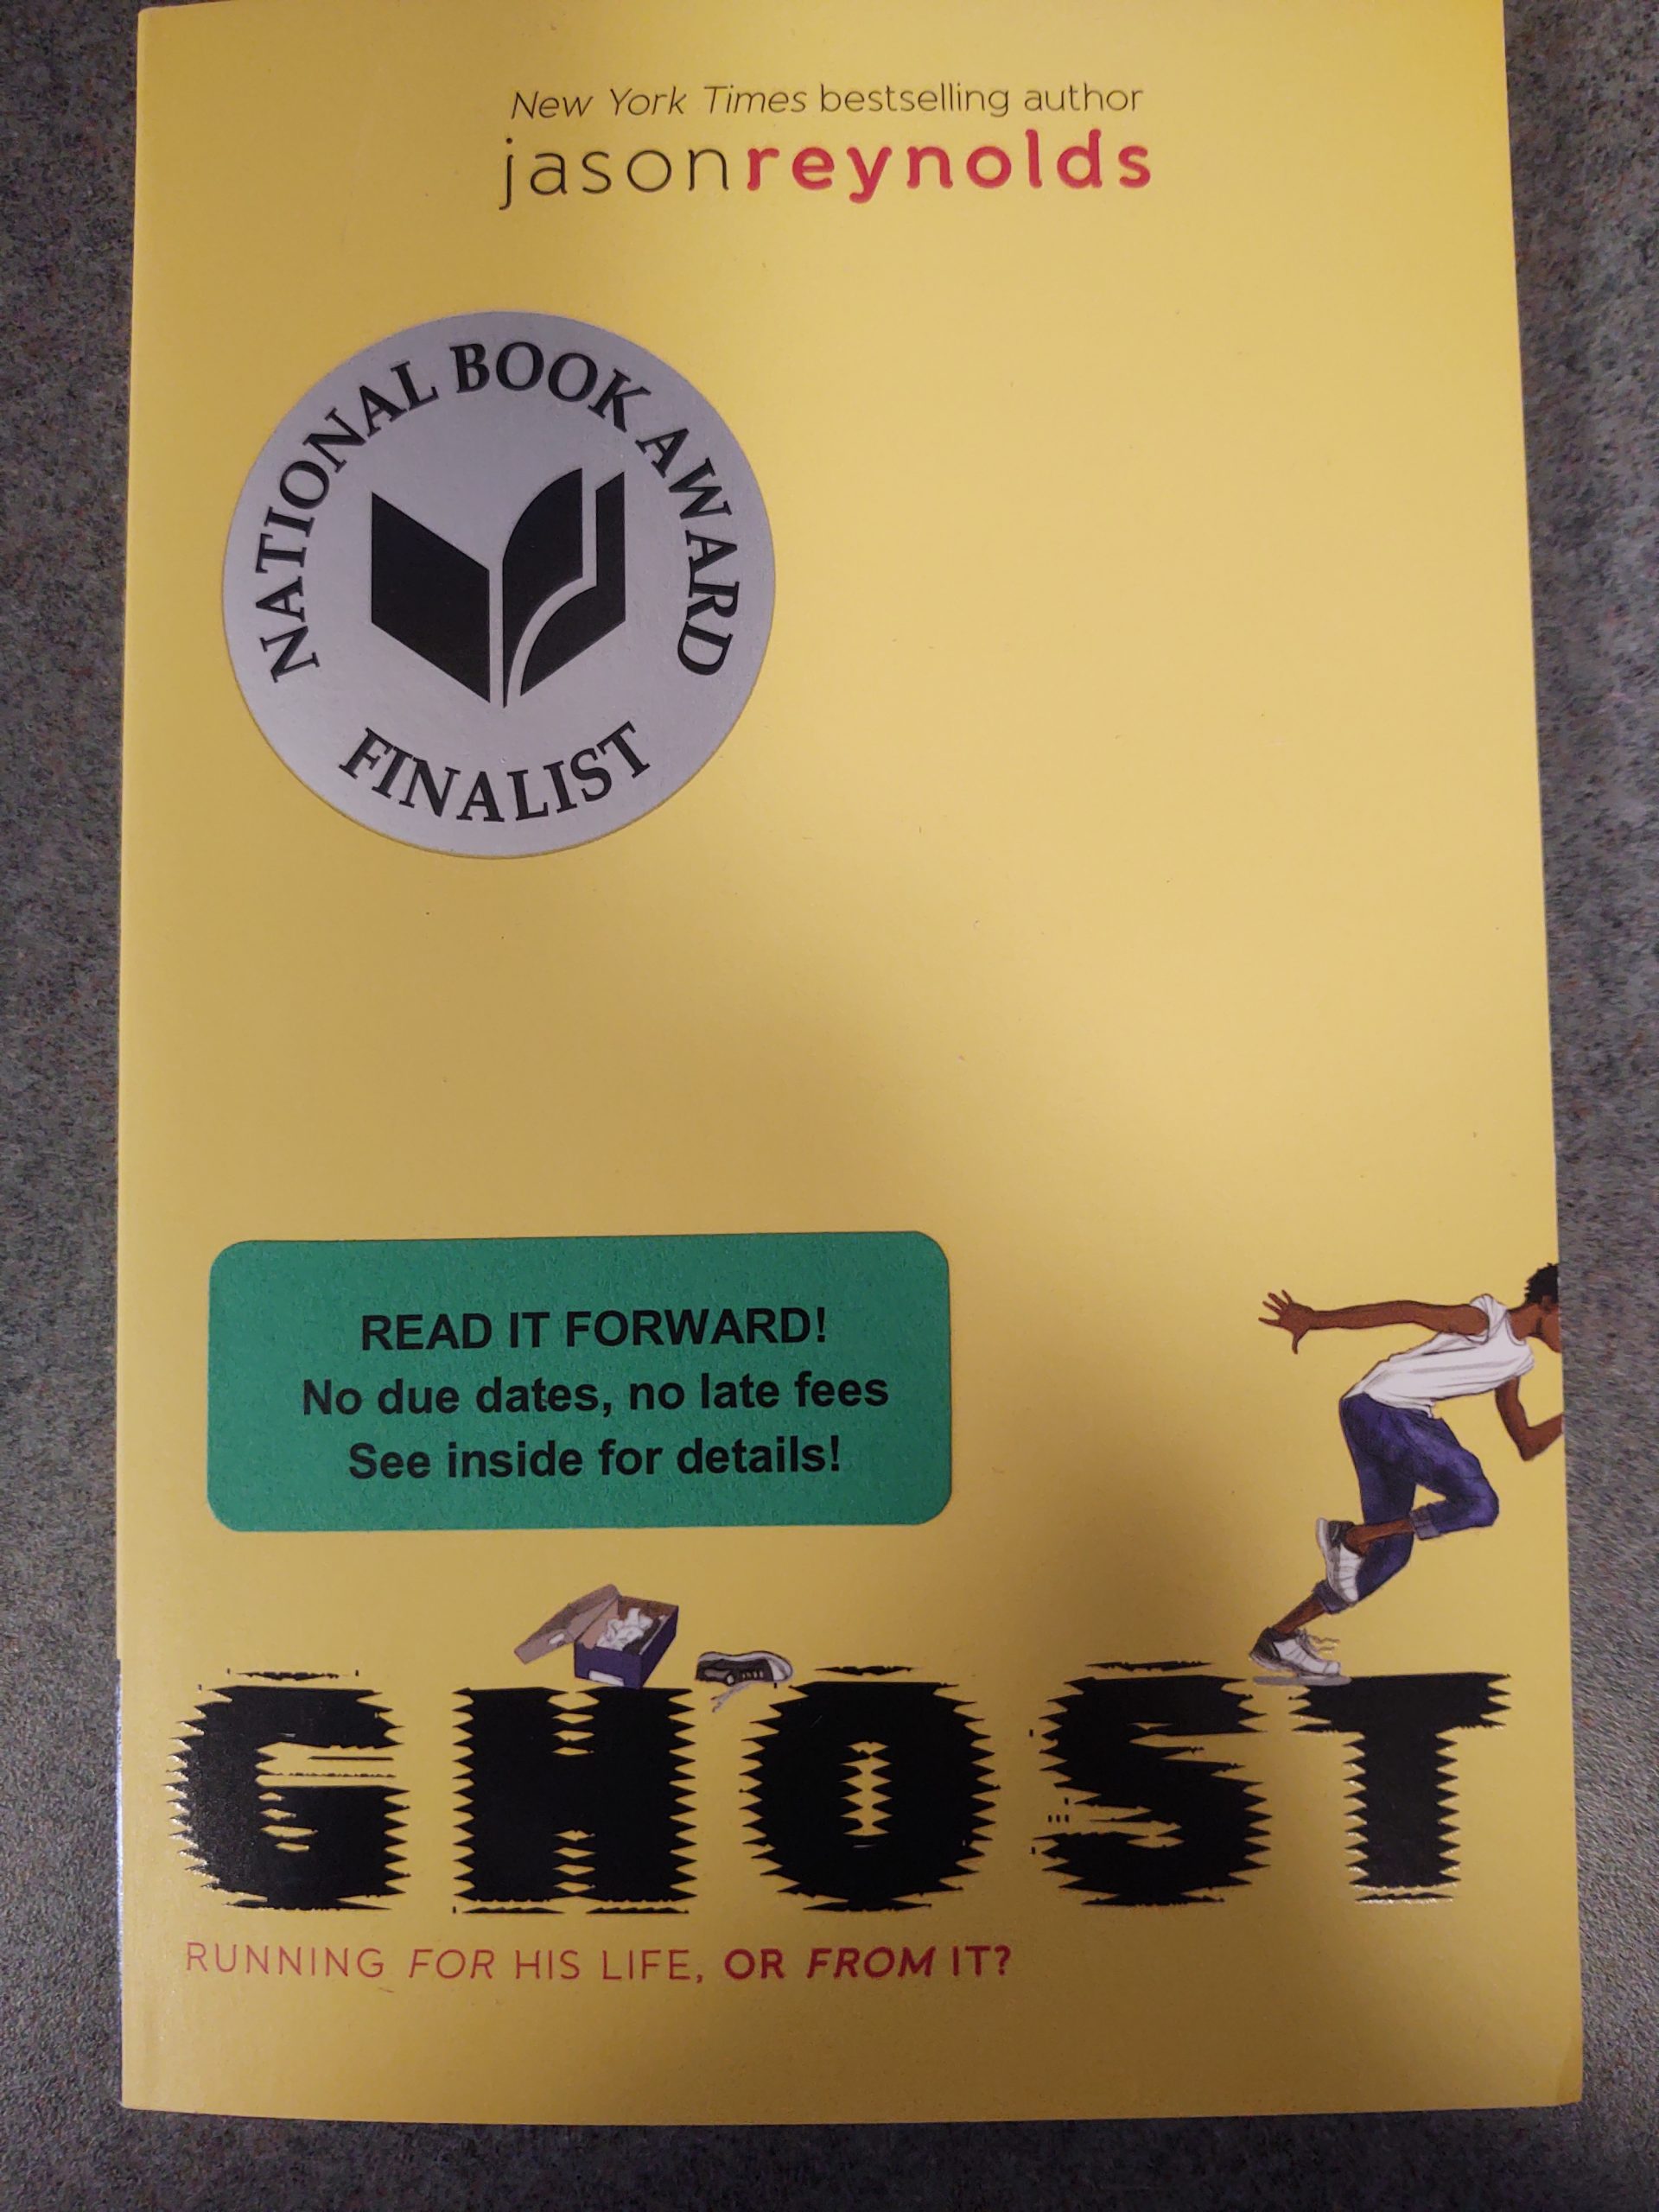 New York Times bestselling author
jasonreynolds
NATIONAL BOOK AWARD
FINALIST
READ IT FORWARD!
No due dates, no late fees
See inside for details!
GHOST
RUNNING FOR HIS LIFE, OR FROM IT?